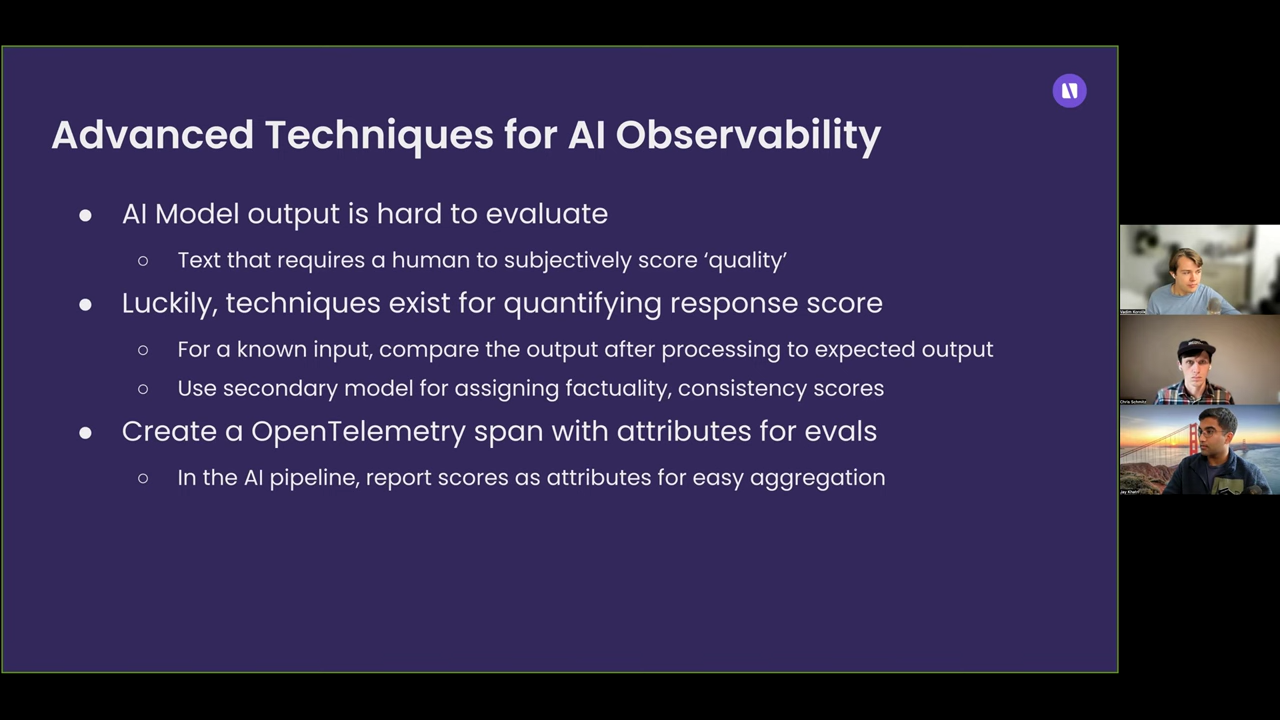 Advanced Techniques for AI Observability
● AI Model output is hard to evaluate
○ Text that requires a human to subjectively score ‘quality’
● Luckily, techniques exist for quantifying response score
○ For a known input, compare the output after processing to expected output
○ Use secondary model for assigning factuality, consistency scores
● Create a OpenTelemetry span with attributes for evals
○ In the AI pipeline, report scores as attributes for easy aggregation
Chris Schmitz